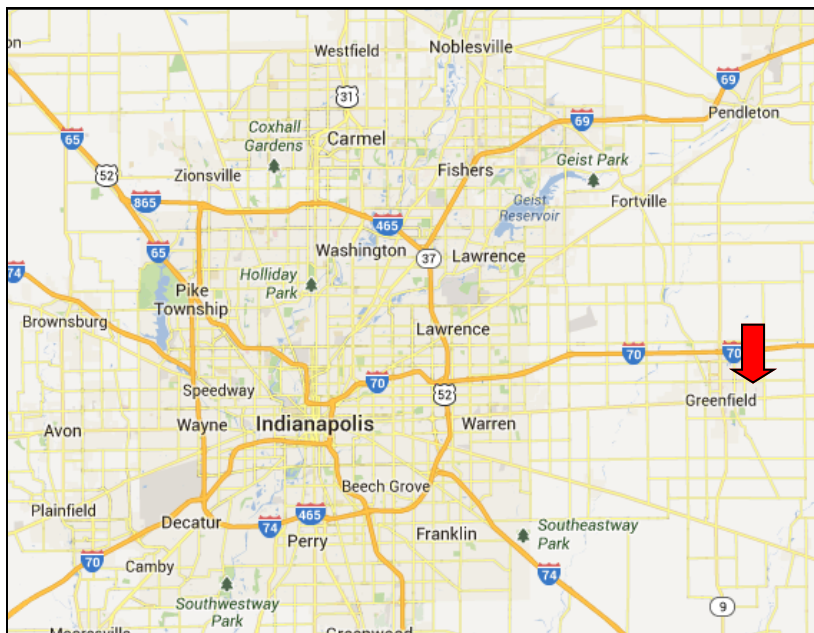 on
Westfield
Noblesville
69
31
Pendleton
Coxhall
Gardens
65
Carmel
69
52
Zionsville
Fishers
Geist Park
865
Geist
Reservoir
Fortville
465
65
Washington
37
Lawrence
74
Holliday
Park
Pike
Township
Brownsburg
Lawrence
70
70
70
Speedway
52
Greenfield
Avon
Wayne
Indianapolis
Warren
Beech Grove
Plainfield
Decatur
74
465
Perry
Franklin
Southeastway
Park
70
Camby
74
Southwestway
Park
9
Mooresville
Greenwood